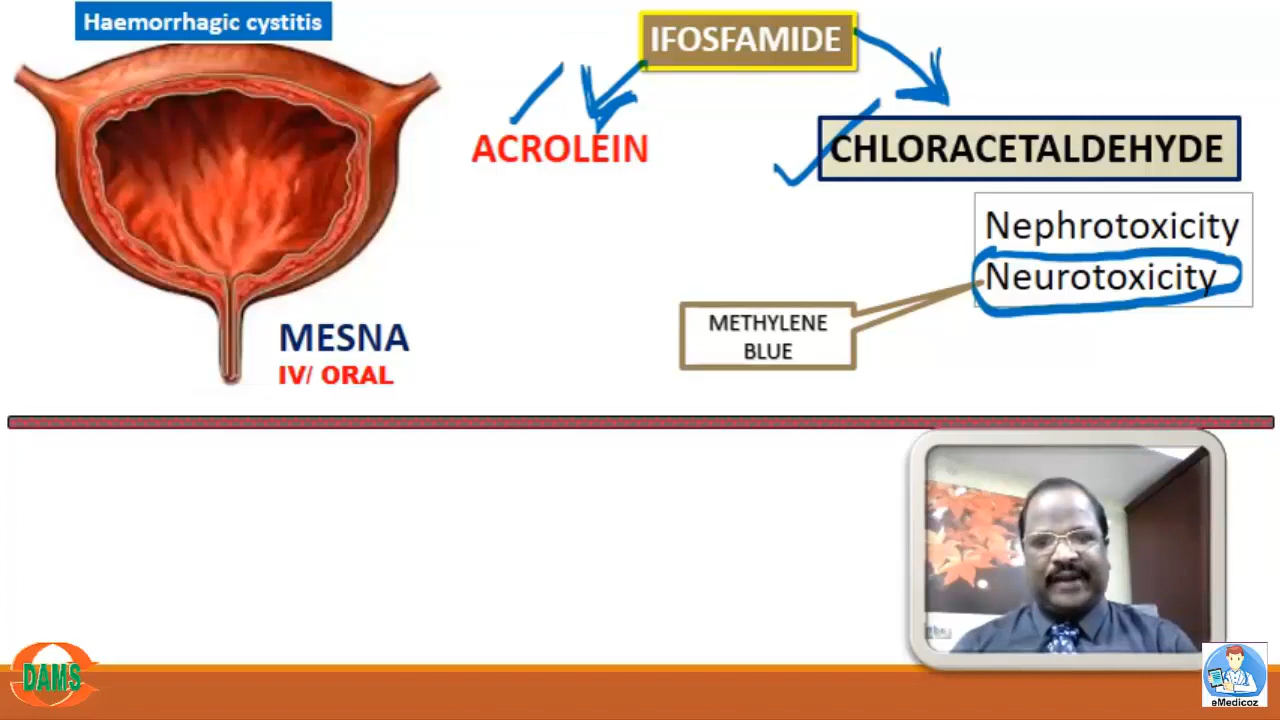 Haemorrhagic cystitis
IFOSFAMIDE
ACROLEIN
CHLORACETALDEHYDE
Nephrotoxicity
Neurotoxicity
METHYLENE
BLUE
MESNA
IV/ ORAL
DAMS
eMedicoz